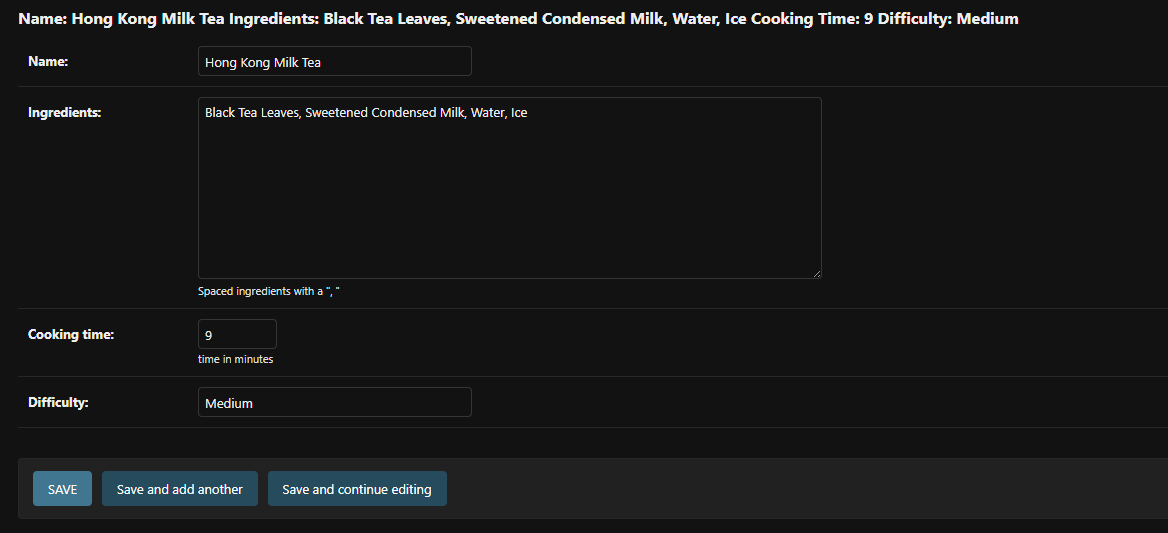 Name: Hong Kong Milk Tea Ingredients: Black Tea Leaves, Sweetened Condensed Milk, Water, Ice Cooking Time: 9 Difficulty: Medium
Name:
Hong Kong Milk Tea
Ingredients:
Black Tea Leaves, Sweetened Condensed Milk, Water, Ice
Spaced ingredients with a ", "
Cooking time:
9
time in minutes
Difficulty:
Medium
SAVE
Save and add another
Save and continue editing